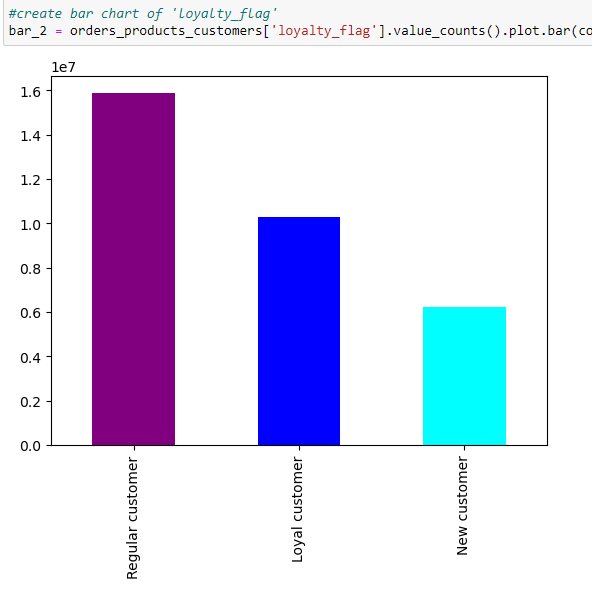 #create bar chart of 'loyalty_flag'
bar_2 = orders_products_customers['loyalty_flag'].value_counts().plot.bar(co
1e7
1.6
1.4
1.2
1.0
0.8
0.6
0.4
0.2
0.0
Regular customer
Loyal customer
New customer